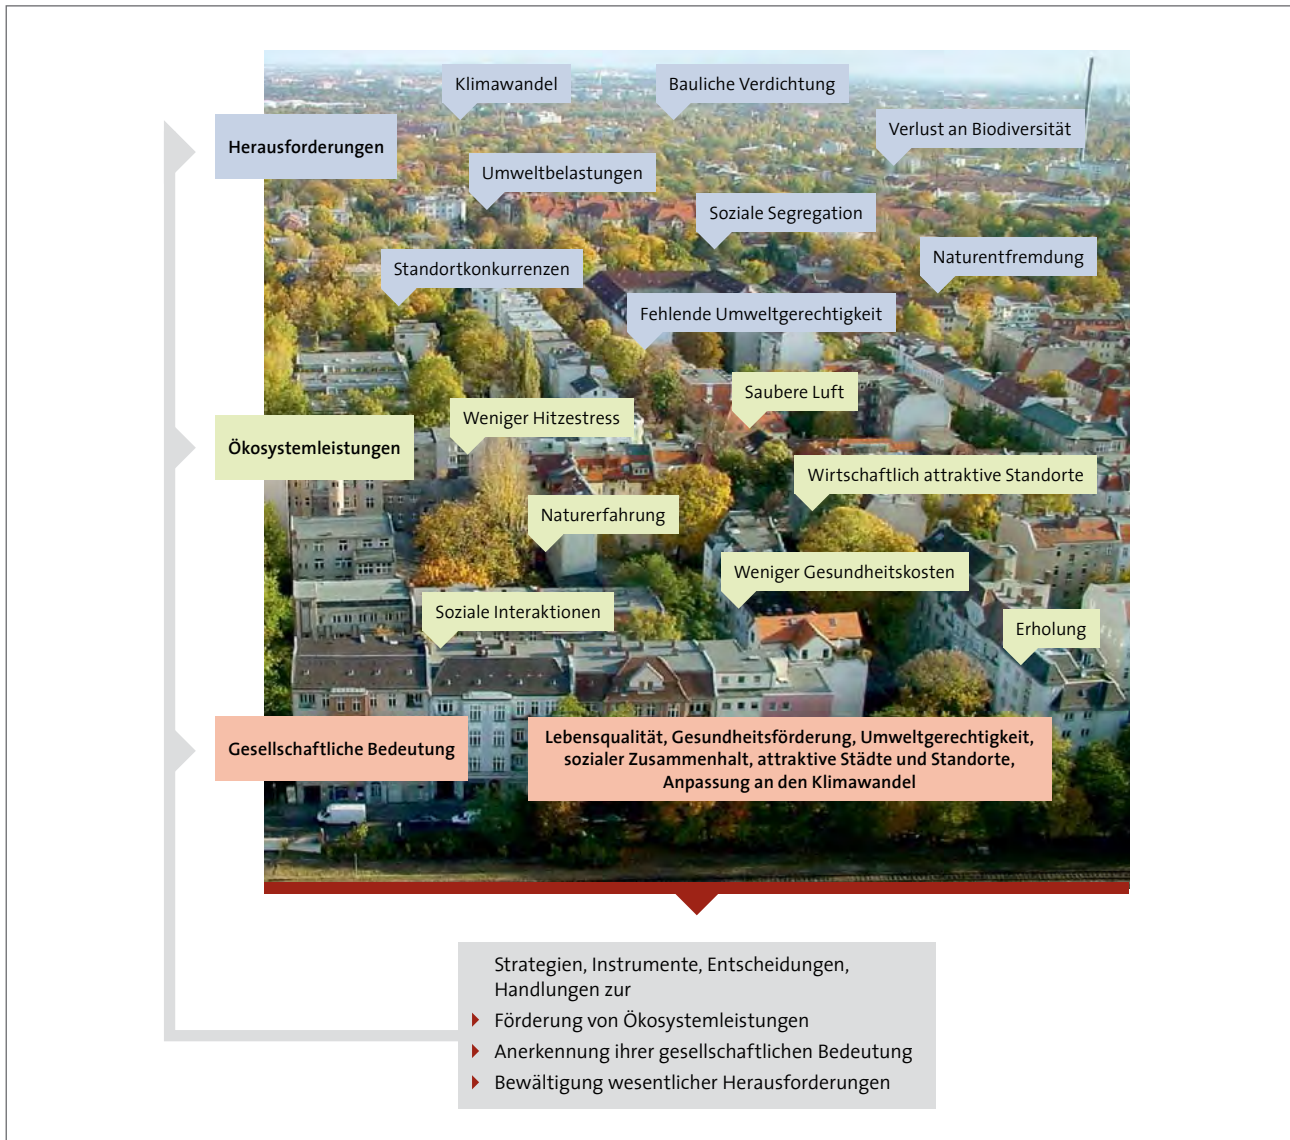 Klimawandel
Bauliche Verdichtung
Verlust an Biodiversität
Herausforderungen
Umweltbelastungen
Soziale Segregation
Naturentfremdung
Standortkonkurrenzen
Fehlende Umweltgerechtigkeit
Saubere Luft
Weniger Hitzestress
Ökosystemleistungen
Wirtschaftlich attraktive Standorte
Naturerfahrung
Weniger Gesundheitskosten
Soziale Interaktionen
Erholung
Gesellschaftliche Bedeutung
Lebensqualität, Gesundheitsförderung, Umweltgerechtigkeit,
sozialer Zusammenhalt, attraktive Städte und Standorte,
Anpassung an den Klimawandel
Strategien, Instrumente, Entscheidungen,
Handlungen zur
Förderung von Ökosystemleistungen
Anerkennung ihrer gesellschaftlichen Bedeutung
Bewältigung wesentlicher Herausforderungen